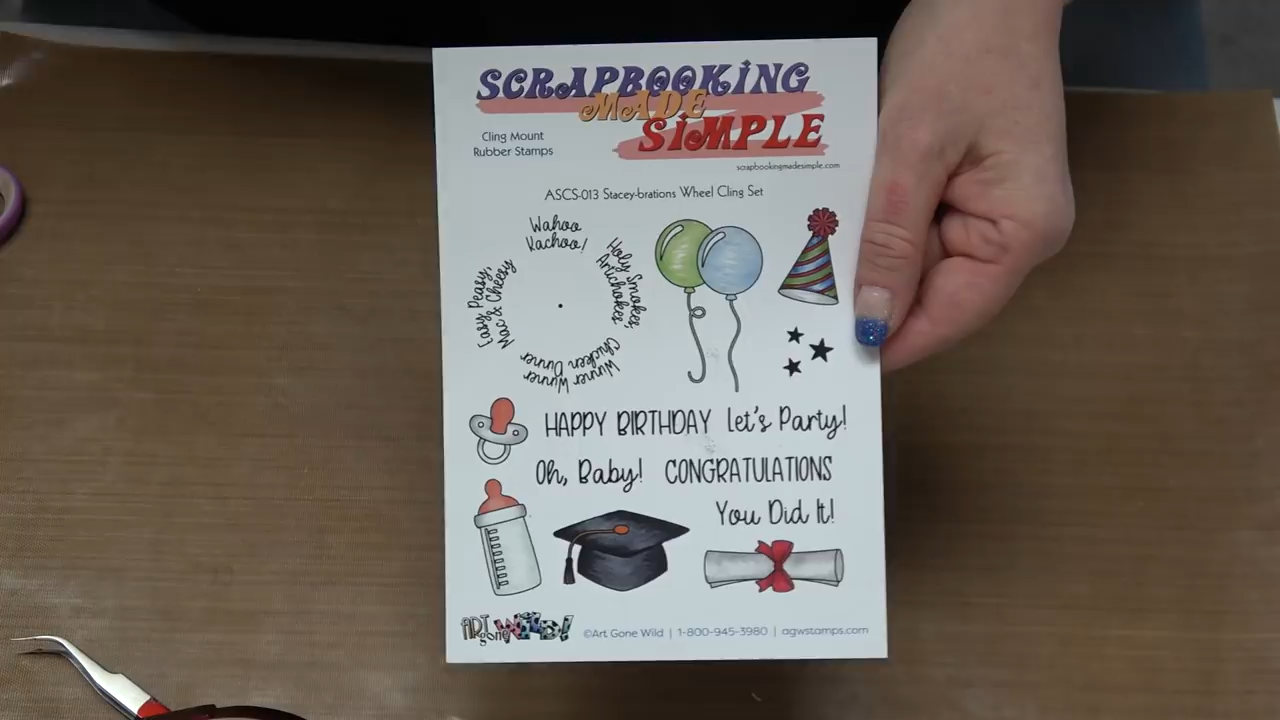 SCRAPBOOKING
MADE
SIMPLE
Cling Mount
Rubber Stamps
scrapbookingmadesimple.com
ASCS-013 Stacey-brations Wheel Cling Set
Wahoo
Kachoo!
Holy Smokes,
Artichokes!
Winner Winner
Chicken Dinner
Easy Peasy,
Mac & Cheesy
HAPPY BIRTHDAY Let's Party!
Oh, Baby! CONGRATULATIONS
You Did It!
ART gone WILD!
©Art Gone Wild | 1-800-945-3980 | agwstamps.com